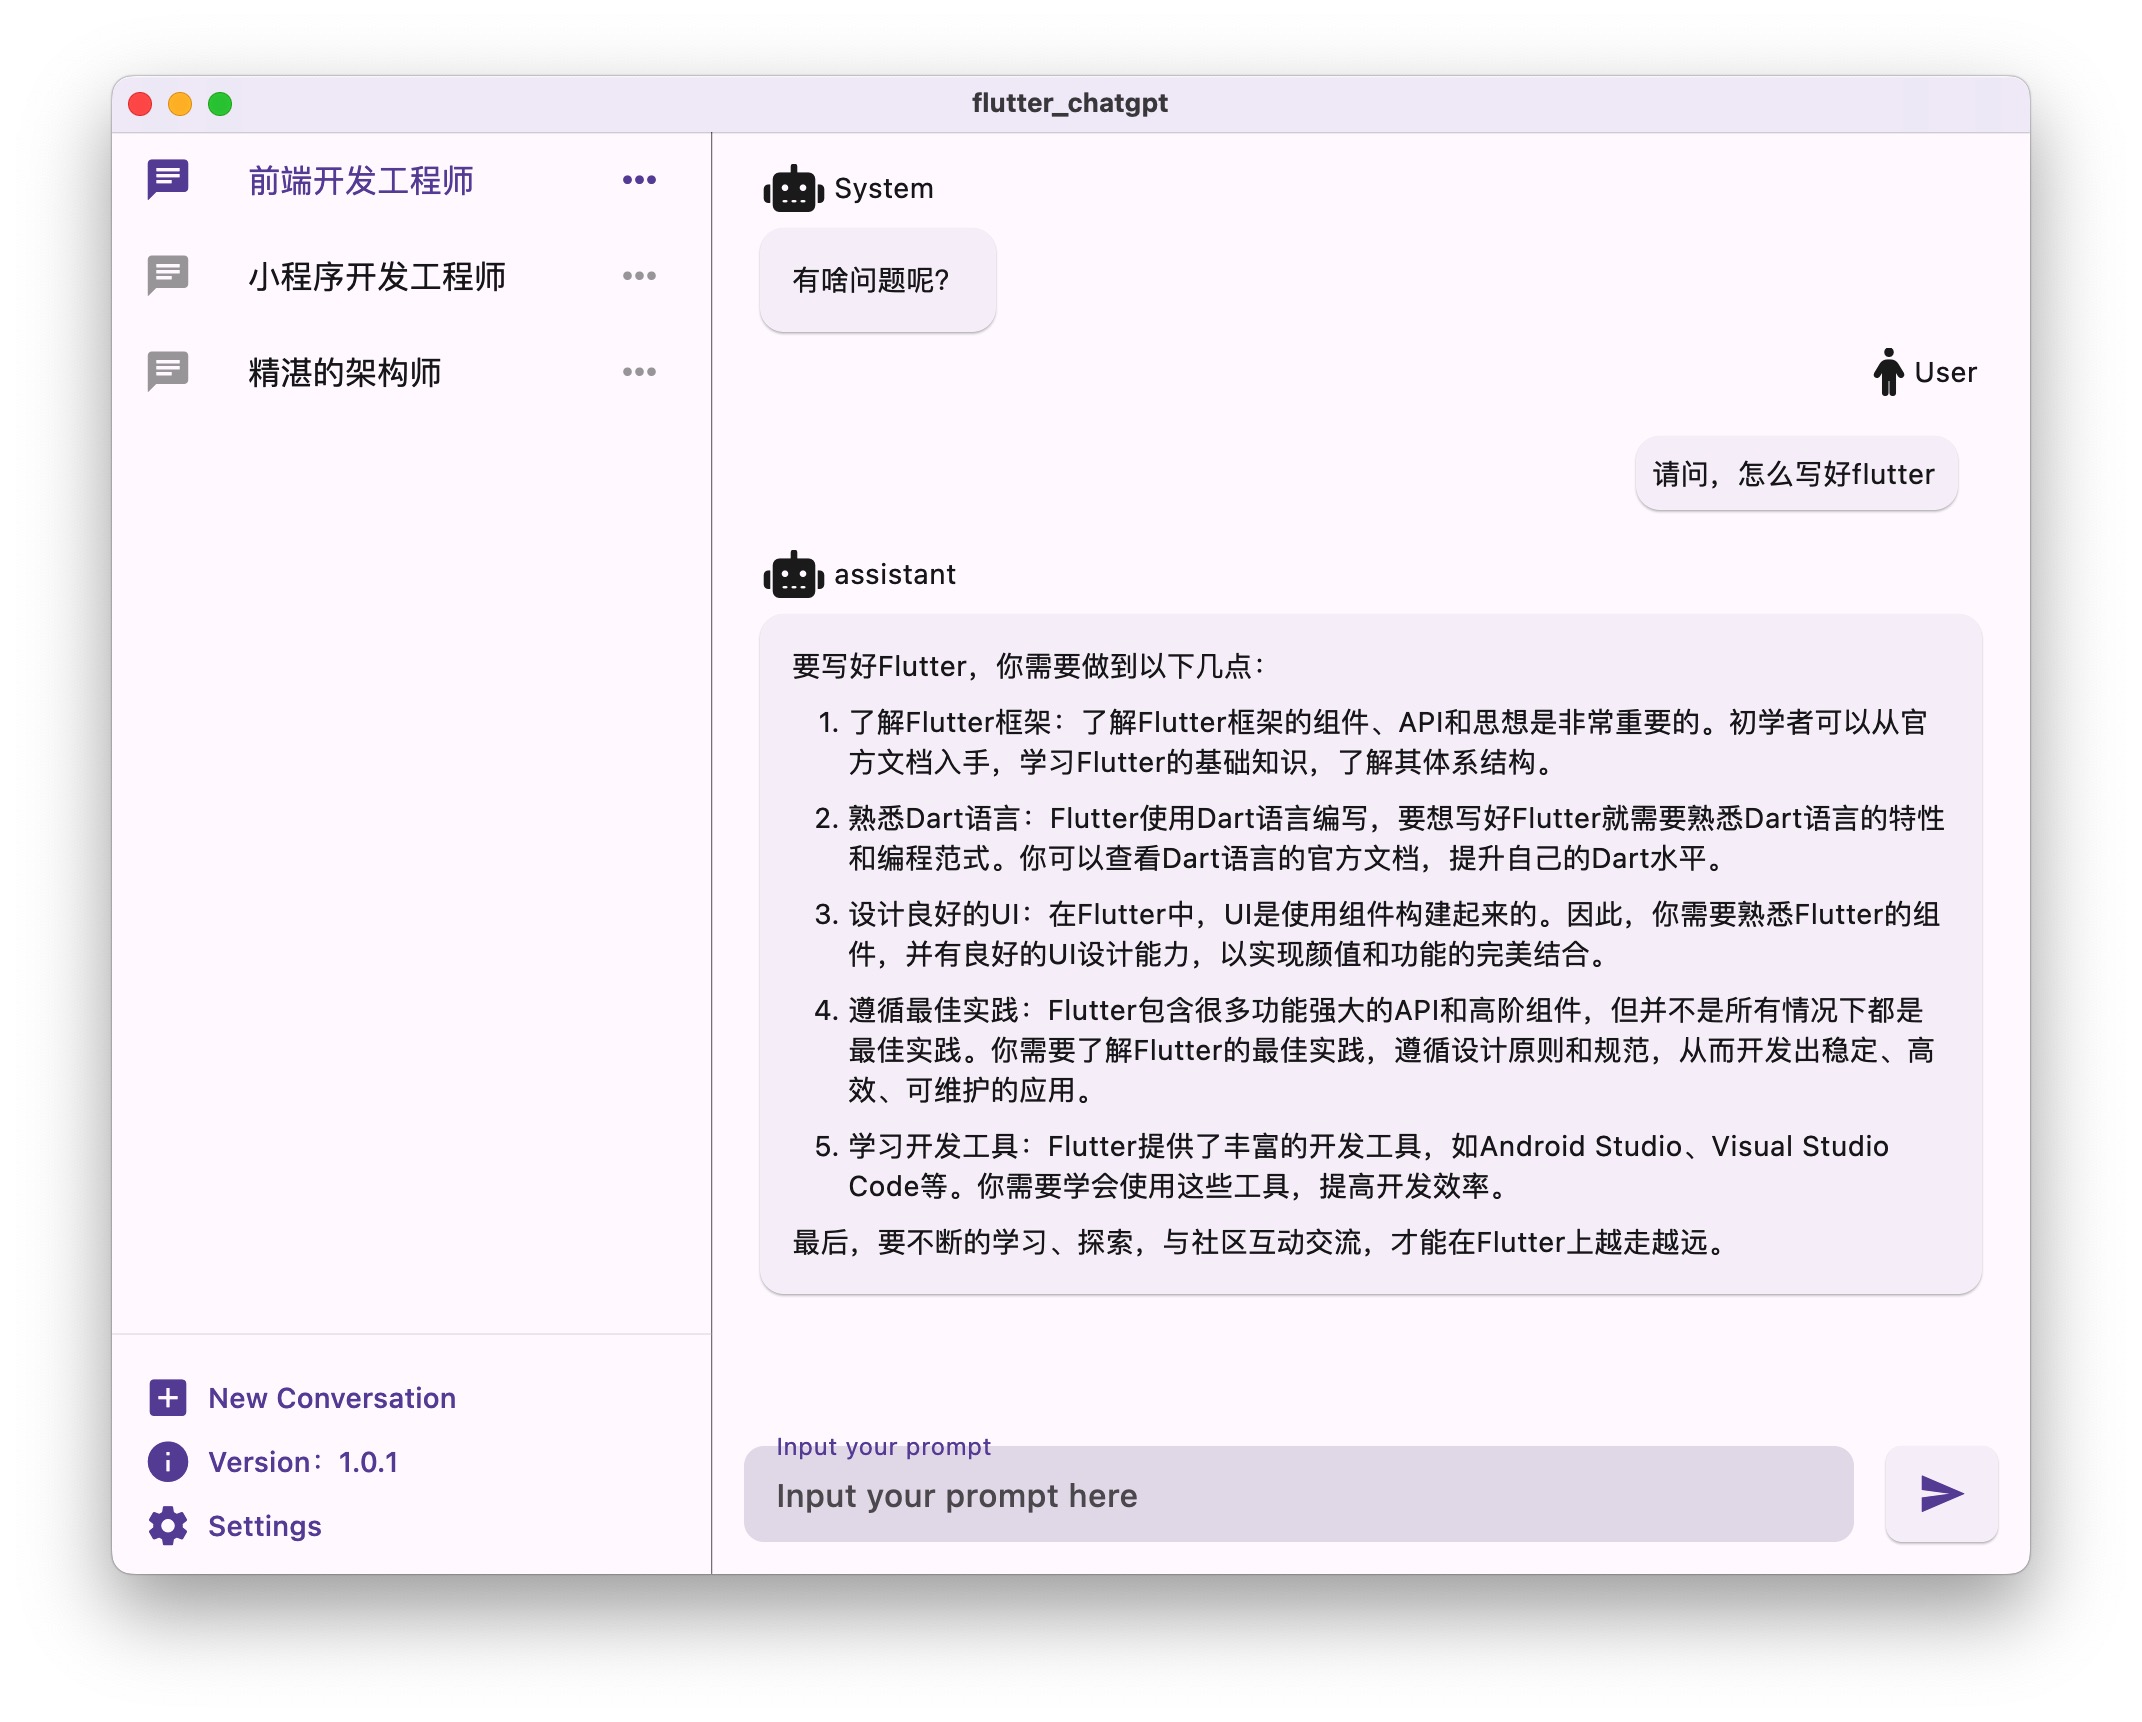 flutter_chatgpt
前端开发工程师
小程序开发工程师
精湛的架构师
New Conversation
Version：1.0.1
Settings
System
有啥问题呢?
User
请问，怎么写好flutter
assistant
要写好Flutter，你需要做到以下几点：
1. 了解Flutter框架：了解Flutter框架的组件、API和思想是非常重要的。初学者可以从官
方文档入手，学习Flutter的基础知识，了解其体系结构。
2. 熟悉Dart语言：Flutter使用Dart语言编写，要想写好Flutter就需要熟悉Dart语言的特性
和编程范式。你可以查看Dart语言的官方文档，提升自己的Dart水平。
3. 设计良好的UI：在Flutter中，UI是使用组件构建起来的。因此，你需要熟悉Flutter的组
件，并有良好的UI设计能力，以实现颜值和功能的完美结合。
4. 遵循最佳实践：Flutter包含很多功能强大的API和高阶组件，但并不是所有情况下都是
最佳实践。你需要了解Flutter的最佳实践，遵循设计原则和规范，从而开发出稳定、高
效、可维护的应用。
5. 学习开发工具：Flutter提供了丰富的开发工具，如Android Studio、Visual Studio
Code等。你需要学会使用这些工具，提高开发效率。
最后，要不断的学习、探索，与社区互动交流，才能在Flutter上越走越远。
Input your prompt
Input your prompt here